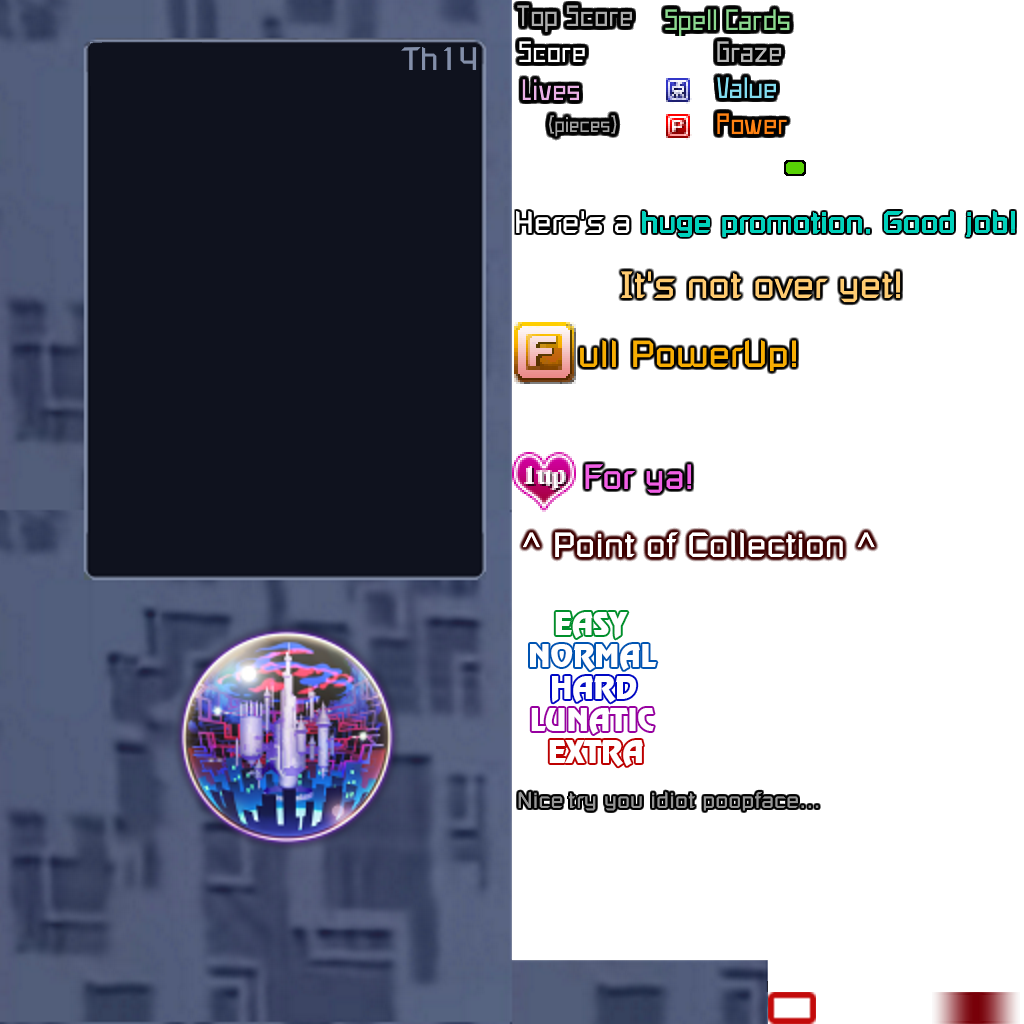 Th14
Top Score
Spell Cards
Score
Graze
Lives
Value
(pieces)
P
Power
Here's a huge promotion. Good job!
It's not over yet!
Full PowerUp!
1up For ya!
^ Point of Collection ^
EASY
NORMAL
HARD
LUNATIC
EXTRA
Nice try you idiot poopface...